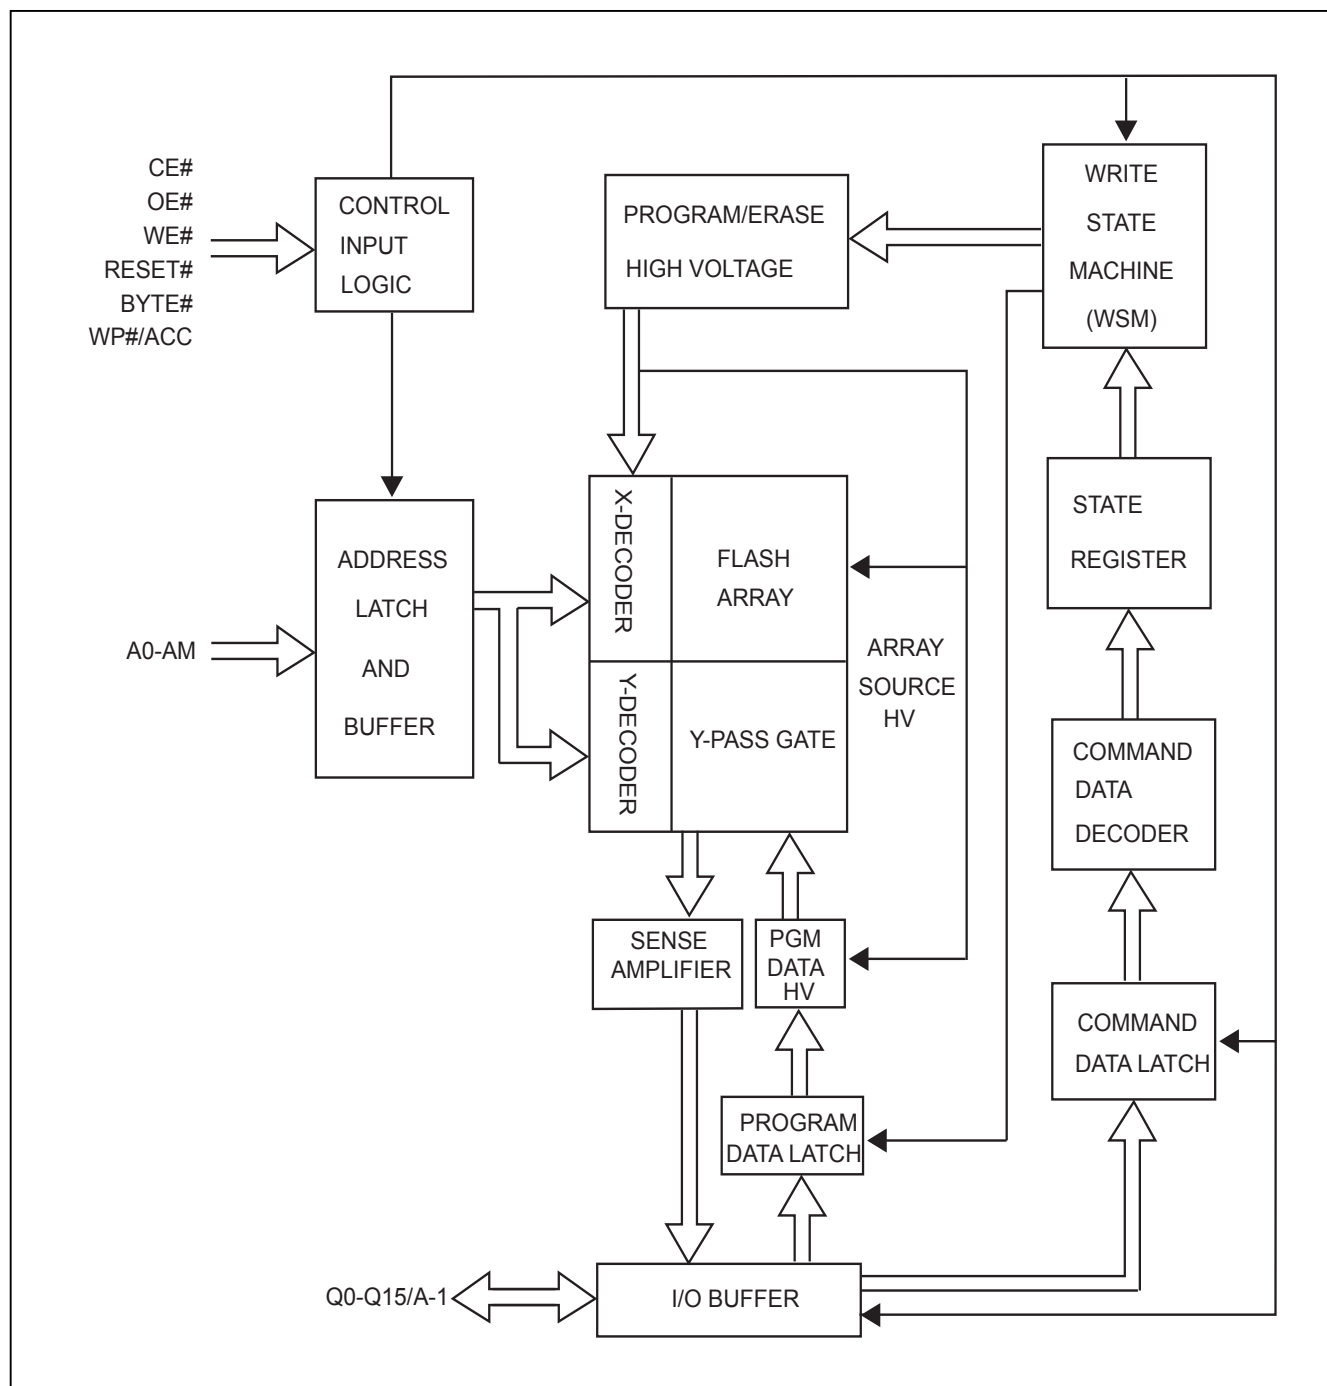 CE#
OE#
WE#
RESET#
BYTE#
WP#/ACC
CONTROL
INPUT
LOGIC
PROGRAM/ERASE
HIGH VOLTAGE
WRITE
STATE
MACHINE
(WSM)
STATE
REGISTER
A0-AM
ADDRESS
LATCH
AND
BUFFER
X-DECODER
FLASH
ARRAY
Y-DECODER
Y-PASS GATE
ARRAY
SOURCE
HV
COMMAND
DATA
DECODER
SENSE
AMPLIFIER
PGM
DATA
HV
COMMAND
DATA LATCH
PROGRAM
DATA LATCH
Q0-Q15/A-1
I/O BUFFER